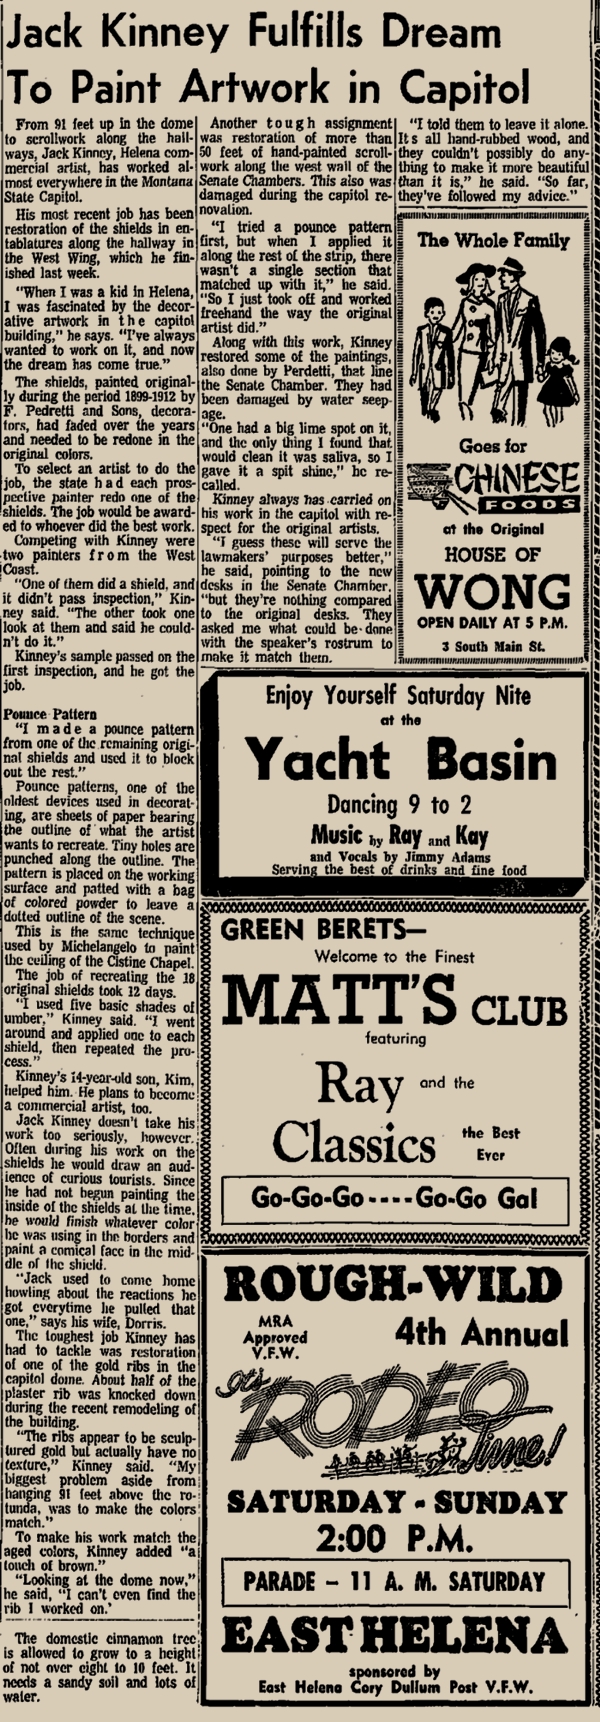 Jack Kinney Fulfills Dream
To Paint Artwork in Capitol
From 91 feet up in the dome
to scrollwork along the hall-
ways, Jack Kinney, Helena com-
mercial artist, has worked al-
most everywhere in the Montana
State Capitol.
His most recent job has been
restoration of the shields in en-
tablatures along the hallway in
the West Wing, which he fin-
ished last week.
"When I was a kid in Helena,
I was fascinated by the decor-
ative artwork in the capitol
building," he says. "I've always
wanted to work on it, and now
the dream has come true."
The shields, painted original-
ly during the period 1899-1912 by
F. Pedretti and Sons, decora-
tors, had faded over the years
and needed to be redone in the
original colors.
To select an artist to do the
job, the state had each pros-
pective painter redo one of the
shields. The job would be award-
ed to whoever did the best work.
Competing with Kinney were
two painters from the West
Coast.
"One of them did a shield, and
it didn't pass inspection," Kin-
ney said. "The other took one
look at them and said he could-
n't do it."
Kinney's sample passed on the
first inspection, and he got the
job.
Pounce Pattern
"I made a pounce pattern
from one of the remaining origi-
nal shields and used it to block
out the rest."
Pounce patterns, one of the
oldest devices used in decorat-
ing, are sheets of paper bearing
the outline of what the artist
wants to recreate. Tiny holes are
punched along the outline. The
pattern is placed on the working
surface and patted with a bag
of colored powder to leave a
dotted outline of the scene.
This is the same technique
used by Michelangelo to paint
the ceiling of the Cistine Chapel.
The job of recreating the 18
original shields took 12 days.
"I used five basic shades of
umber," Kinney said. "I went
around and applied one to each
shield, then repeated the pro-
cess."
Kinney's 14-year-old son, Kim,
helped him. He plans to become
a commercial artist, too.
Jack Kinney doesn't take his
work too seriously, however.
Often during his work on the
shields he would draw an aud-
ience of curious tourists. Since
he had not begun painting the
inside of the shields at the time,
he would finish whatever color
he was using in the borders and
paint a comical face in the mid-
dle of the shield.
"Jack used to come home
howling about the reactions he
got everytime he pulled that
one," says his wife, Dorris.
The toughest job Kinney has
had to tackle was restoration
of one of the gold ribs in the
capitol dome. About half of the
plaster rib was knocked down
during the recent remodeling of
the building.
"The ribs appear to be sculp-
tured gold but actually have no
texture," Kinney said. "My
biggest problem aside from
hanging 91 feet above the ro-
tunda, was to make the colors
match."
To make his work match the
aged colors, Kinney added "a
touch of brown."
"Looking at the dome now,"
he said, "I can't even find the
rib I worked on.'
The domestic cinnamon tree
is allowed to grow to a height
of not over eight to 10 feet. It
needs a sandy soil and lots of
water.
Another tough assignment
was restoration of more than
50 feet of hand-painted scroll-
work along the west wall of the
Senate Chambers. This also was
damaged during the capitol re-
novation.
"I tried a pounce pattern
first, but when I applied it
along the rest of the strip, there
wasn't a single section that
matched up with it," he said.
"So I just took off and worked
freehand the way the original
artist did."
Along with this work, Kinney
restored some of the paintings,
also done by Perdetti, that line
the Senate Chamber. They had
been damaged by water seep-
age.
"One had a big lime spot on it,
and the only thing I found that
would clean it was saliva, so I
gave it a spit shine," he re-
called.
Kinney always has carried on
his work in the capitol with re-
spect for the original artists.
"I guess these will serve the
lawmakers' purposes better,"
he said, pointing to the new
desks in the Senate Chamber,
"but they're nothing compared
to the original desks. They
asked me what could be done
with the speaker's rostrum to
make it match them.
"I told them to leave it alone.
Its all hand-rubbed wood, and
they couldn't possibly do any-
thing to make it more beautiful
than it is," he said. "So far,
they've followed my advice."
The Whole Family
Goes for
CHINESE
FOODS
at the Original
HOUSE OF
WONG
OPEN DAILY AT 5 P.M.
3 South Main St.
Enjoy Yourself Saturday Nite
at the
Yacht Basin
Dancing 9 to 2
Music by Ray and Kay
and Vocals by Jimmy Adams
Serving the best of drinks and fine food
GREEN BERETS—
Welcome to the Finest
MATT'S CLUB
featuring
Ray and the
Classics the Best
Ever
Go-Go-Go----Go-Go Gal
ROUGH-WILD
MRA
Approved
V.F.W.
4th Annual
It's
RODEO
Time!
SATURDAY - SUNDAY
2:00 P.M.
PARADE - 11 A. M. SATURDAY
EAST HELENA
sponsored by
East Helena Cory Dullum Post V.F.W.